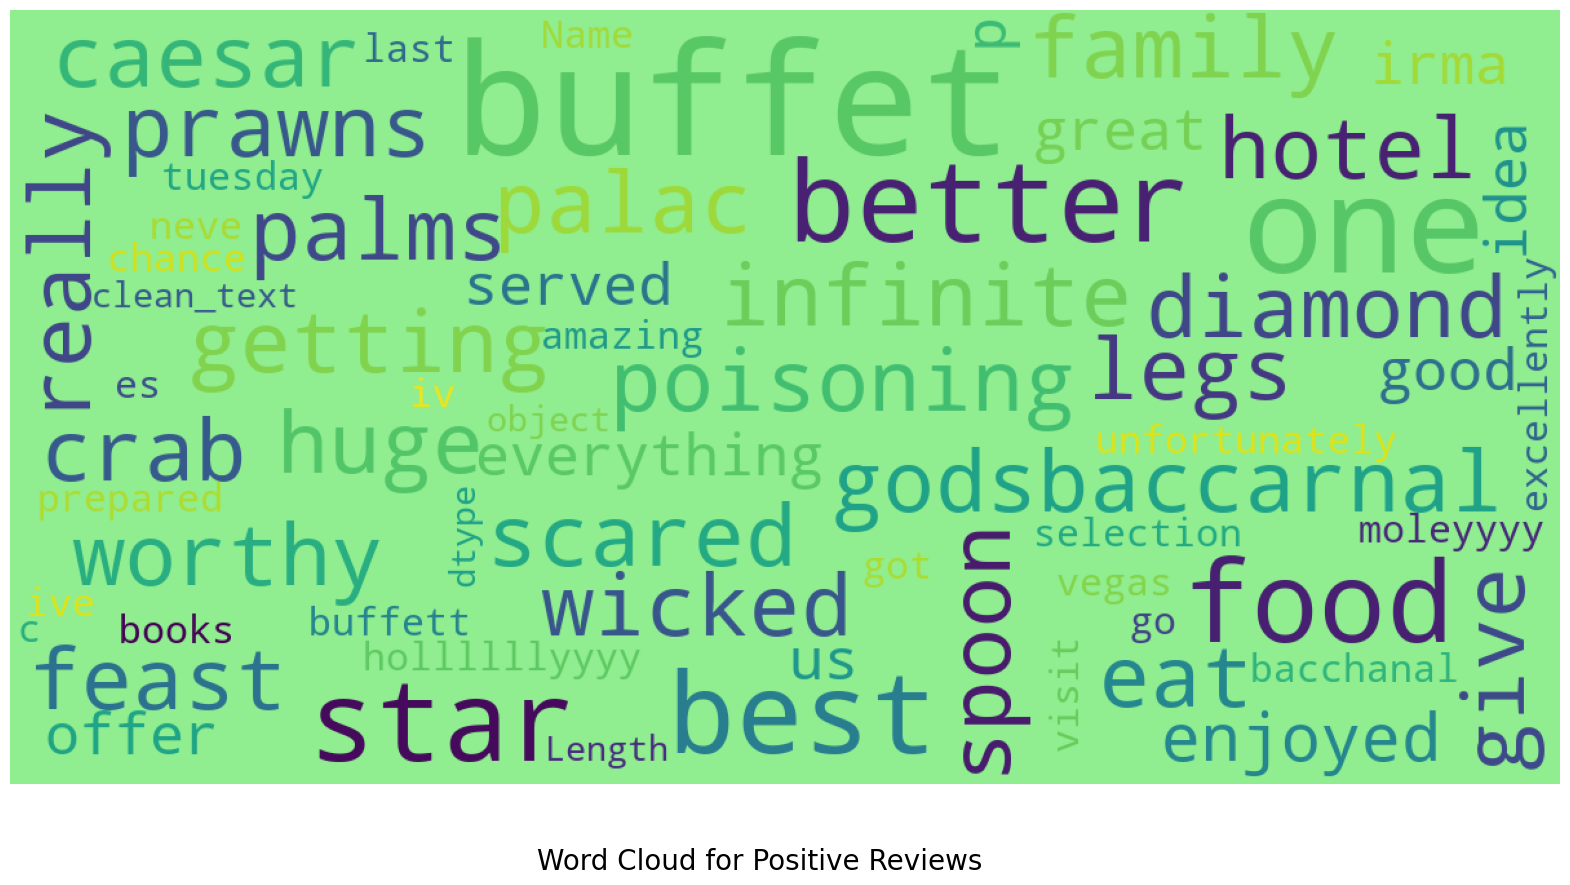 caesar
last
Name
buffet
p
family
irma
prawns
great
hotel
idea
really
tuesday
palac
better
one
neve
palms
chance
clean_text
served
infinite
diamond
excellently
getting
amazing
es
iv
poisoning
legs
good
crab
huge
object
everything
unfortunately
godsbaccarnal
prepared
dtype
scared
spoon
selection
moleyyyy
worthy
wicked
got
vegas
food
give
ive
c
books
buffett
go
feast
hollllllyyyy
us
visit
eat
bacchanal
offer
star
Length
best
enjoyed
Word Cloud for Positive Reviews